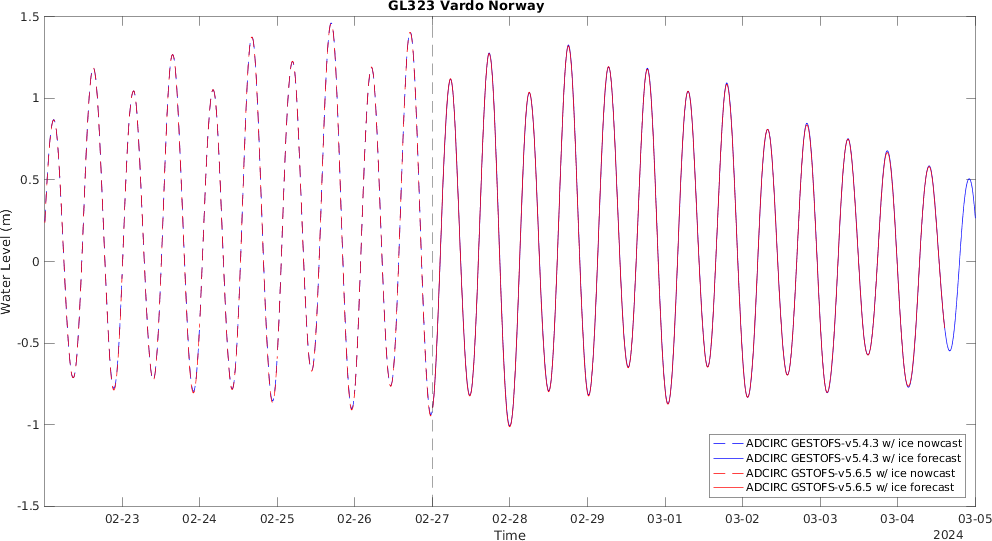 GL323 Vardo Norway
1.5
1
0.5
0
-0.5
-1
-1.5
Water Level (m)
ADCIRC GESTOFS-v5.4.3 w/ ice nowcast
ADCIRC GESTOFS-v5.4.3 w/ ice forecast
ADCIRC GSTOFS-v5.6.5 w/ ice nowcast
ADCIRC GSTOFS-v5.6.5 w/ ice forecast
02-23 02-24 02-25 02-26 02-27 02-28 02-29 03-01 03-02 03-03 03-04 03-05
Time
2024